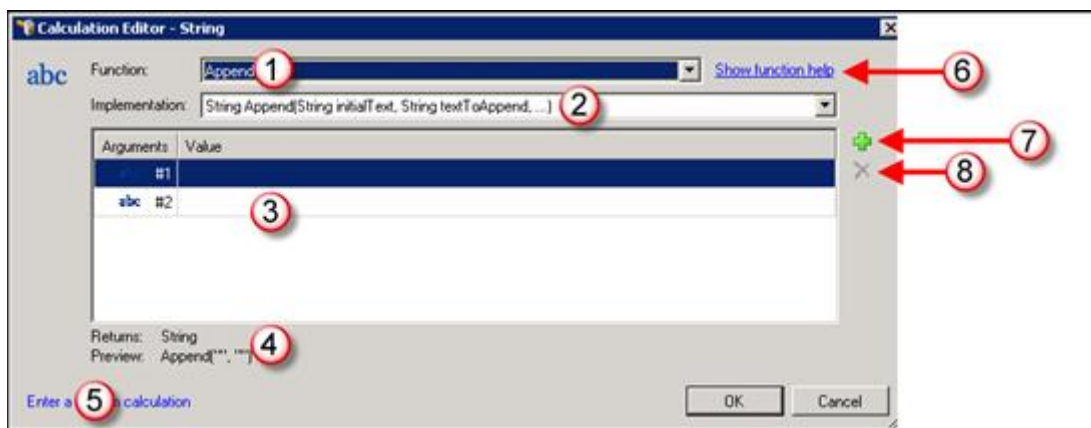 Calculation Editor - String
abc Function: Append 1 Show function help 6
Implementation: String Append(String initialText, String textToAppend, ...) 2
Arguments Value 7
#1 8
abc #2
3
Returns: String
Preview: Append("", "") 4
Enter a 5 calculation OK Cancel